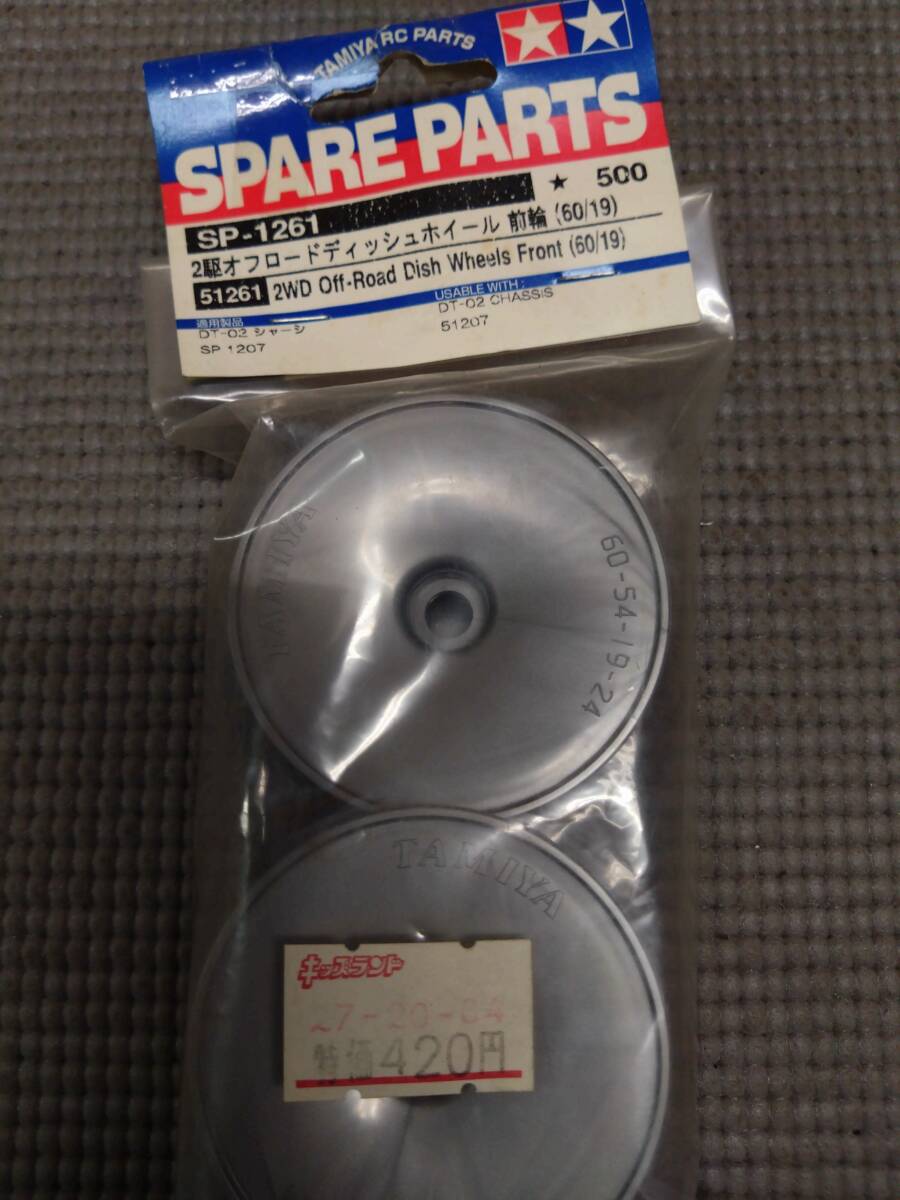 TAMIYA RC PARTS
SPARE PARTS
SP-1261 ★ 500
2駆オフロードディッシュホイール 前輪 (60/19)
51261 2WD Off-Road Dish Wheels Front (60/19)
適用製品 USABLE WITH:
DT-02 シャーシ DT-02 CHASSIS
SP 1207 51207
TAMIYA
60-54-19-24
TAMIYA
キッズランド
特価420円